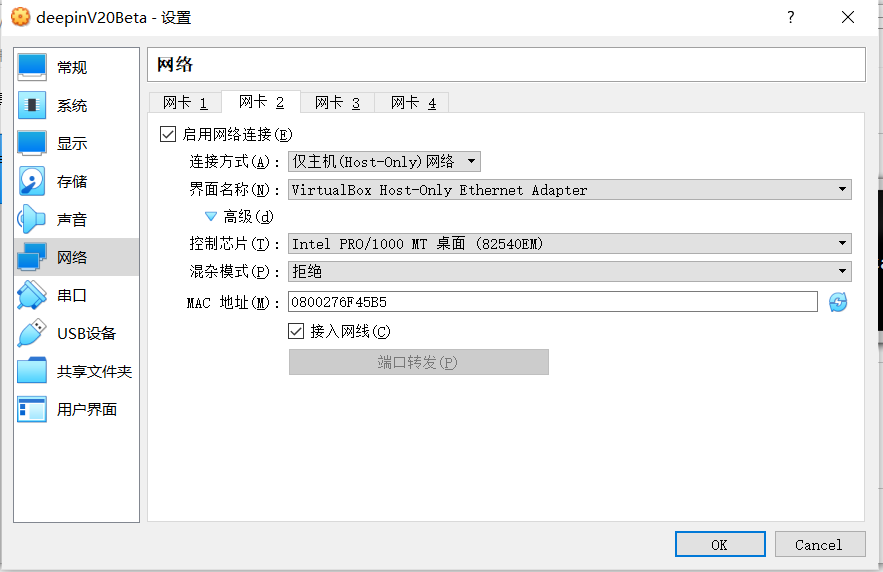 deepinV20Beta - 设置
?
常规
系统
显示
存储
声音
网络
串口
USB设备
共享文件夹
用户界面
网络
网卡 1 网卡 2 网卡 3 网卡 4
启用网络连接(E)
连接方式(A): 仅主机(Host-Only)网络
界面名称(N): VirtualBox Host-Only Ethernet Adapter
高级(d)
控制芯片(T): Intel PRO/1000 MT 桌面 (82540EM)
混杂模式(P): 拒绝
MAC 地址(M): 0800276F45B5
接入网线(C)
端口转发(P)
OK Cancel